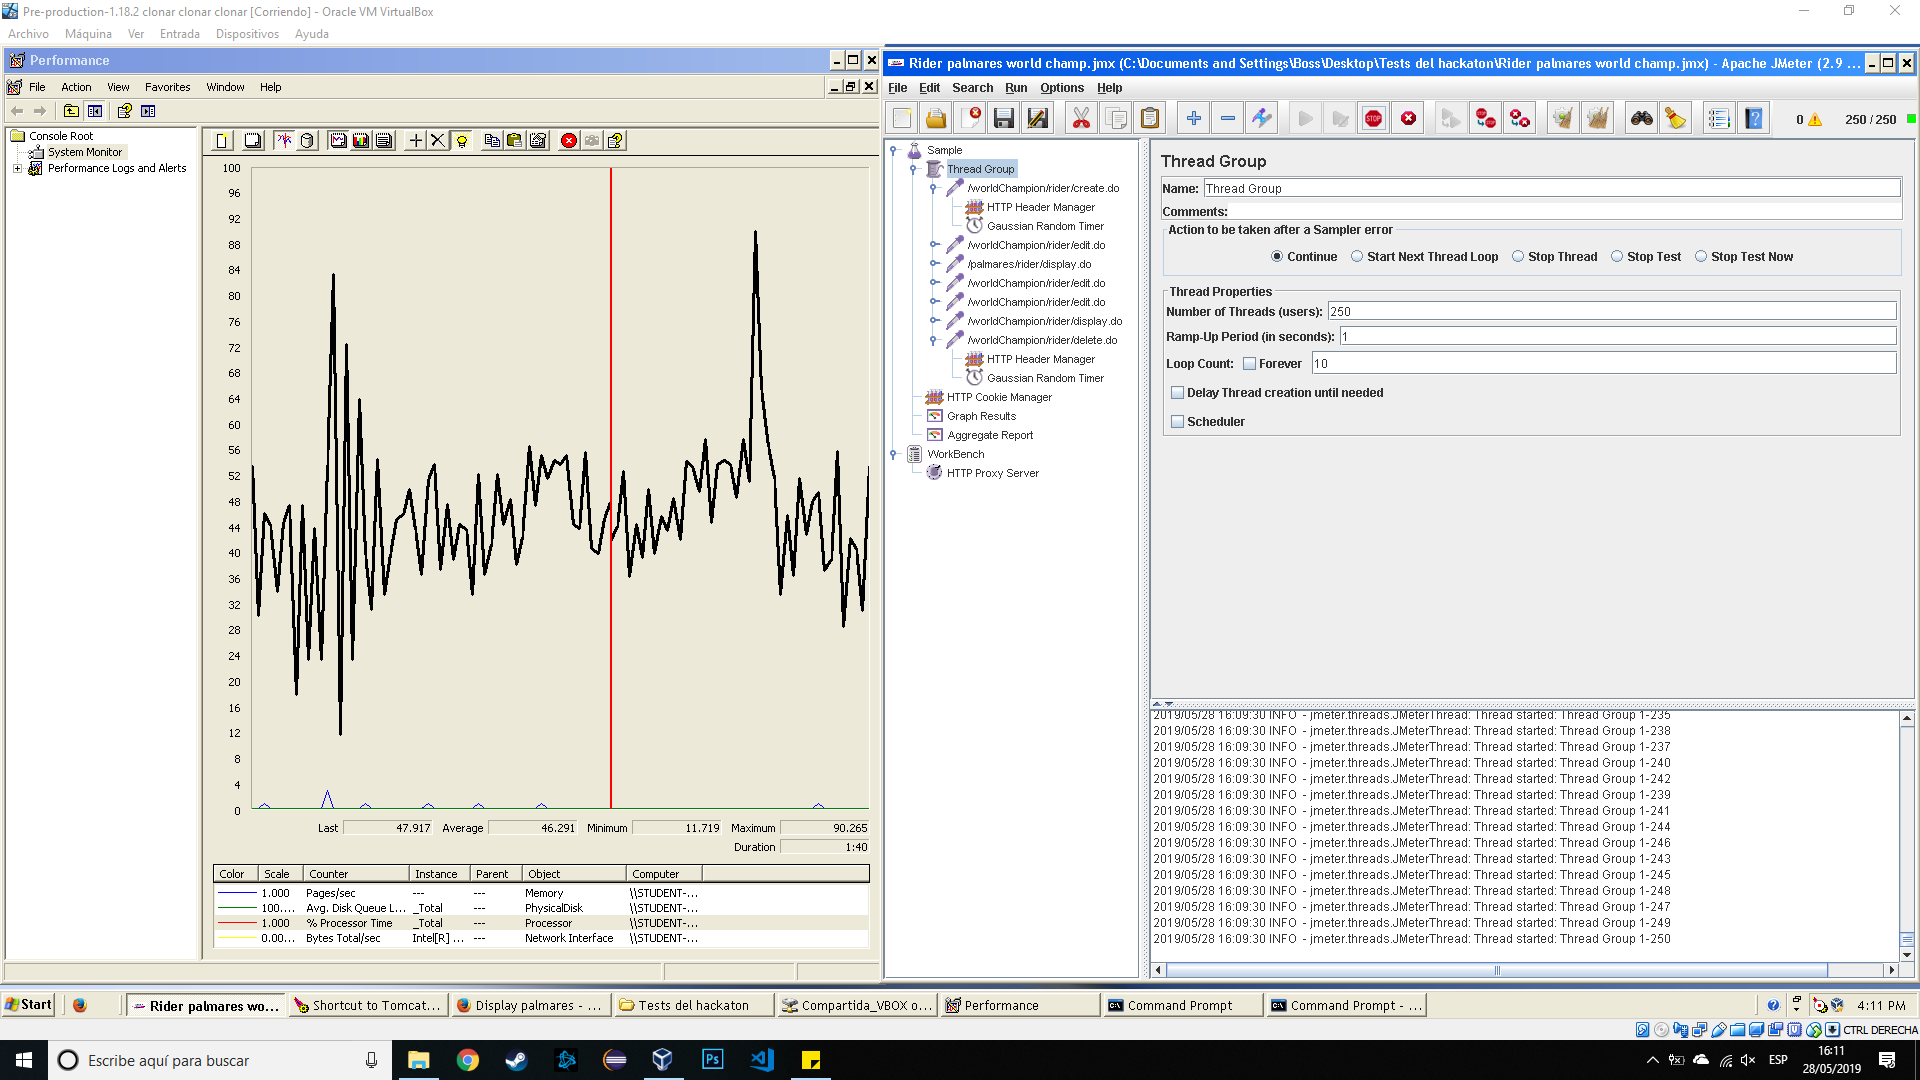 Pre-production-1.18.2 clonar clonar clonar [Corriendo] - Oracle VM VirtualBox
Archivo Máquina Ver Entrada Dispositivos Ayuda
Performance
File Action View Favorites Window Help
Console Root
System Monitor
Performance Logs and Alerts
100
96
92
88
84
80
76
72
68
64
60
56
52
48
44
40
36
32
28
24
20
16
12
8
4
0
Last 47.917 Average 46.291 Minimum 11.719 Maximum 90.265
Duration 1:40
Color Scale Counter Instance Parent Object Computer
1.000 Pages/sec --- --- Memory \\STUDENT-...
100.... Avg. Disk Queue L... _Total --- PhysicalDisk \\STUDENT-...
1.000 % Processor Time _Total --- Processor \\STUDENT-...
0.00... Bytes Total/sec Intel[R] ... --- Network Interface \\STUDENT-...
Rider palmares world champ.jmx (C:\Documents and Settings\Boss\Desktop\Tests del hackaton\Rider palmares world champ.jmx) - Apache JMeter (2.9 ...
File Edit Search Run Options Help
STOP
0 250 / 250
Sample
Thread Group
/worldChampion/rider/create.do
HTTP Header Manager
Gaussian Random Timer
/worldChampion/rider/edit.do
/palmares/rider/display.do
/worldChampion/rider/edit.do
/worldChampion/rider/edit.do
/worldChampion/rider/display.do
/worldChampion/rider/delete.do
HTTP Header Manager
Gaussian Random Timer
HTTP Cookie Manager
Graph Results
Aggregate Report
WorkBench
HTTP Proxy Server
Thread Group
Name: Thread Group
Comments:
Action to be taken after a Sampler error
Continue Start Next Thread Loop Stop Thread Stop Test Stop Test Now
Thread Properties
Number of Threads (users): 250
Ramp-Up Period (in seconds): 1
Loop Count: Forever 10
Delay Thread creation until needed
Scheduler
2019/05/28 16:09:30 INFO - jmeter.threads.JMeterThread: Thread started: Thread Group 1-235
2019/05/28 16:09:30 INFO - jmeter.threads.JMeterThread: Thread started: Thread Group 1-238
2019/05/28 16:09:30 INFO - jmeter.threads.JMeterThread: Thread started: Thread Group 1-237
2019/05/28 16:09:30 INFO - jmeter.threads.JMeterThread: Thread started: Thread Group 1-240
2019/05/28 16:09:30 INFO - jmeter.threads.JMeterThread: Thread started: Thread Group 1-242
2019/05/28 16:09:30 INFO - jmeter.threads.JMeterThread: Thread started: Thread Group 1-239
2019/05/28 16:09:30 INFO - jmeter.threads.JMeterThread: Thread started: Thread Group 1-241
2019/05/28 16:09:30 INFO - jmeter.threads.JMeterThread: Thread started: Thread Group 1-244
2019/05/28 16:09:30 INFO - jmeter.threads.JMeterThread: Thread started: Thread Group 1-246
2019/05/28 16:09:30 INFO - jmeter.threads.JMeterThread: Thread started: Thread Group 1-243
2019/05/28 16:09:30 INFO - jmeter.threads.JMeterThread: Thread started: Thread Group 1-245
2019/05/28 16:09:30 INFO - jmeter.threads.JMeterThread: Thread started: Thread Group 1-248
2019/05/28 16:09:30 INFO - jmeter.threads.JMeterThread: Thread started: Thread Group 1-247
2019/05/28 16:09:30 INFO - jmeter.threads.JMeterThread: Thread started: Thread Group 1-249
2019/05/28 16:09:30 INFO - jmeter.threads.JMeterThread: Thread started: Thread Group 1-250
Start Rider palmares wo... Shortcut to Tomcat... Display palmares - ... Tests del hackaton Compartida_VBOX o... Performance Command Prompt Command Prompt - ... 4:11 PM
CTRL DERECHA
Escribe aquí para buscar
Ps
ESP
16:11
28/05/2019